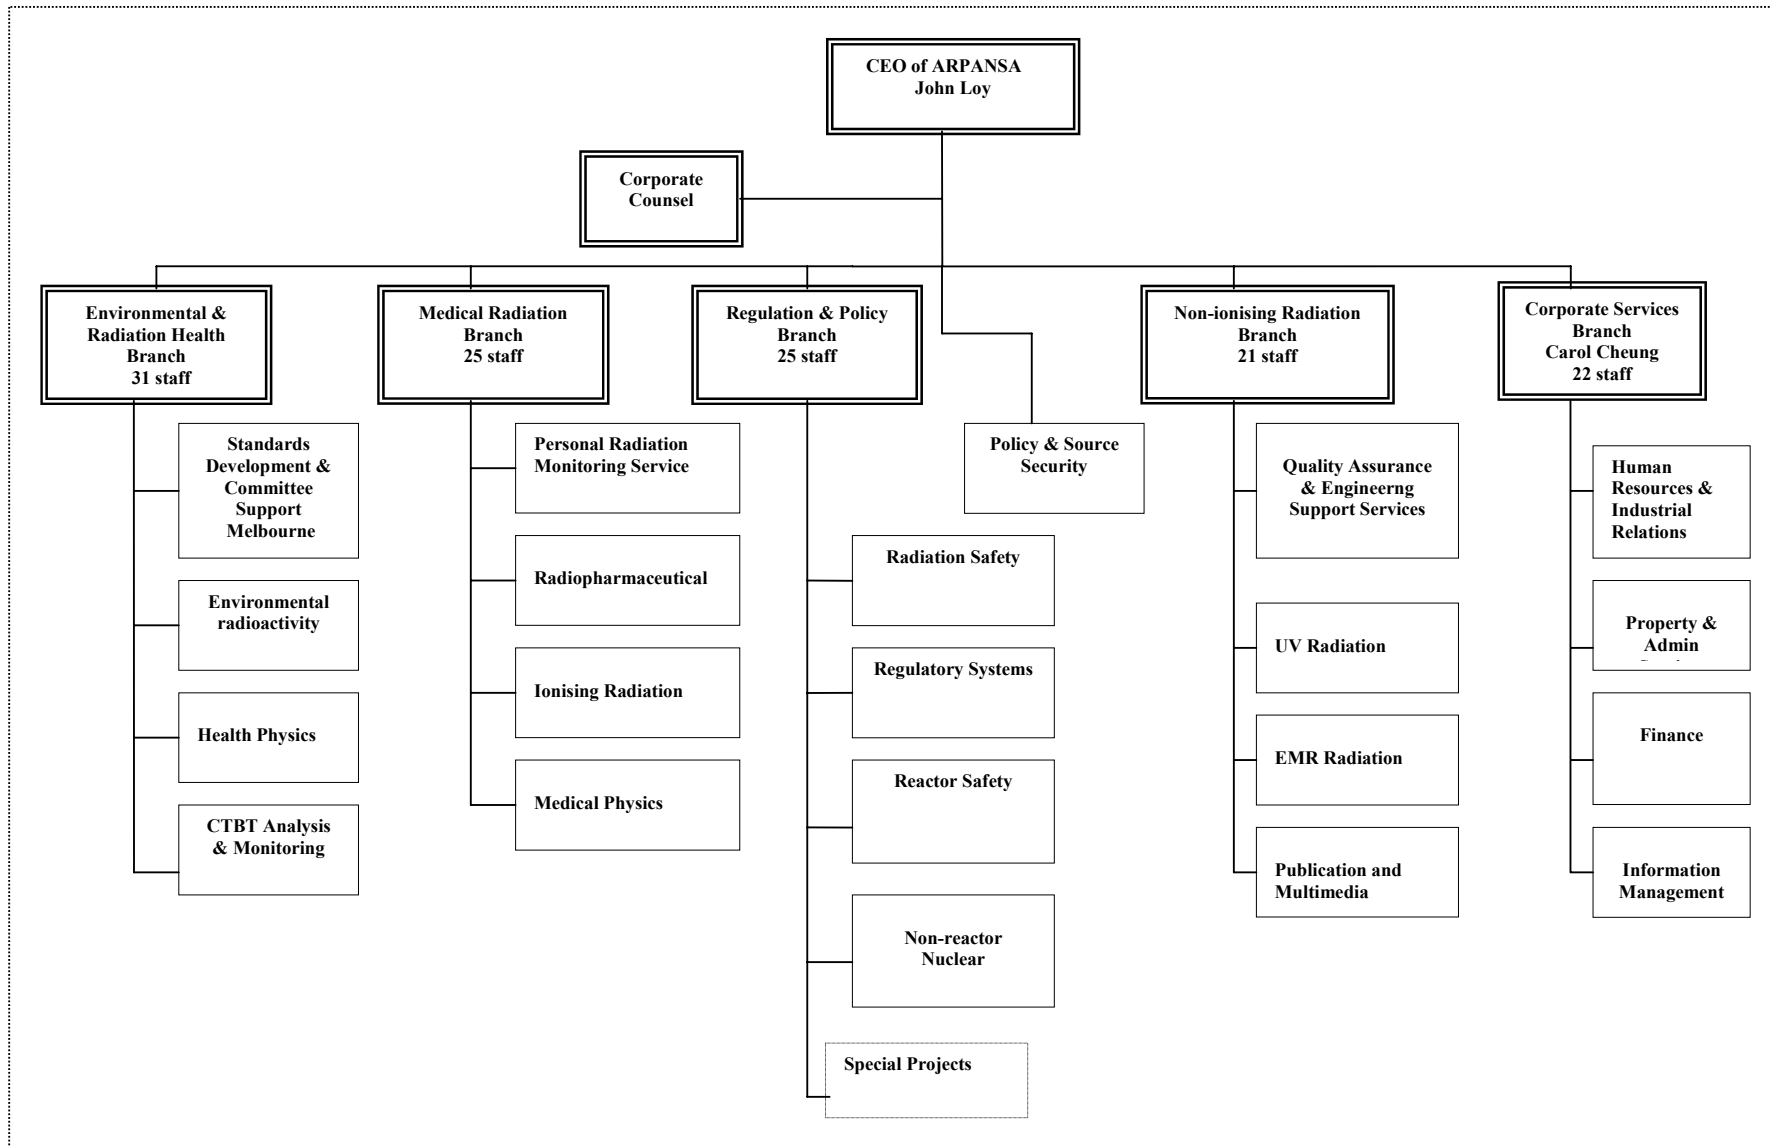 CEO of ARPANSA
John Loy
Corporate
Counsel
Environmental &
Radiation Health
Branch
31 staff
Medical Radiation
Branch
25 staff
Regulation & Policy
Branch
25 staff
Non-ionising Radiation
Branch
21 staff
Corporate Services
Branch
Carol Cheung
22 staff
Standards
Development &
Committee
Support
Melbourne
Environmental
radioactivity
Health Physics
CTBT Analysis
& Monitoring
Personal Radiation
Monitoring Service
Radiopharmaceutical
Ionising Radiation
Medical Physics
Policy & Source
Security
Radiation Safety
Regulatory Systems
Reactor Safety
Non-reactor
Nuclear
Special Projects
Quality Assurance
& Engineerng
Support Services
UV Radiation
EMR Radiation
Publication and
Multimedia
Human
Resources &
Industrial
Relations
Property &
Admin
Finance
Information
Management